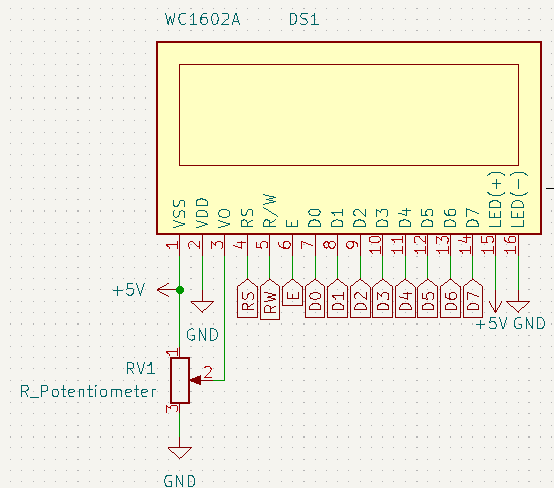 WC1602A DS1
VSS VDD VO RS R/W E D0 D1 D2 D3 D4 D5 D6 D7 LED(+) LED(-)
1 2 3 4 5 6 7 8 9 10 11 12 13 14 15 16
+5V RS RW E D0 D1 D2 D3 D4 D5 D6 D7
+5V GND
GND
1
RV1 2
R_Potentiometer
3
GND